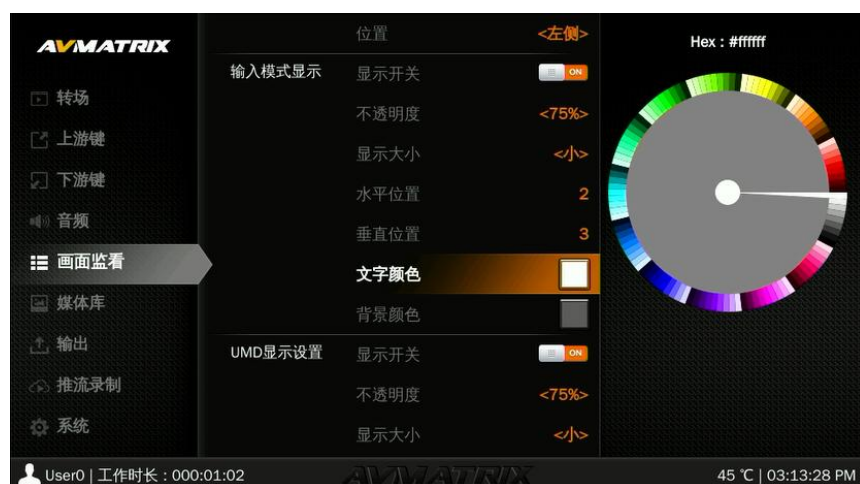 AVMATRIX
转场
上游键
下游键
音频
画面监看
媒体库
输出
推流录制
系统
位置 <左侧>
输入模式显示 显示开关 ON
不透明度 <75%>
显示大小 <小>
水平位置 2
垂直位置 3
文字颜色
背景颜色
UMD显示设置 显示开关 ON
不透明度 <75%>
显示大小 <小>
Hex : #ffffff
User0 | 工作时长 : 000:01:02
AVMATRIX
45 ℃ | 03:13:28 PM